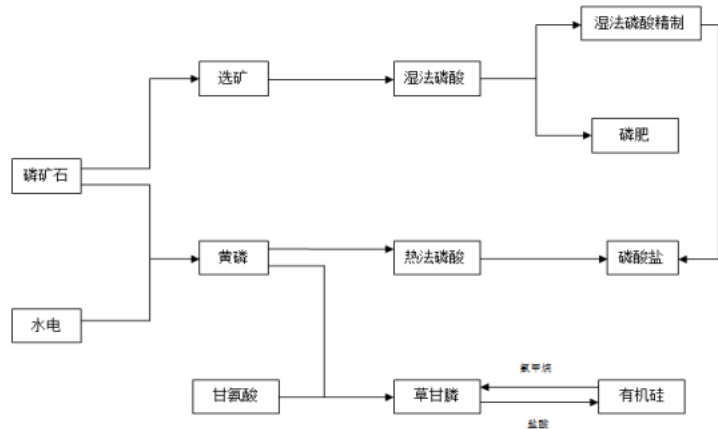 湿法磷酸精制
选矿
湿法磷酸
磷肥
磷矿石
黄磷
热法磷酸
磷酸盐
水电
氯甲烷
甘氨酸
草甘膦
有机硅
盐酸